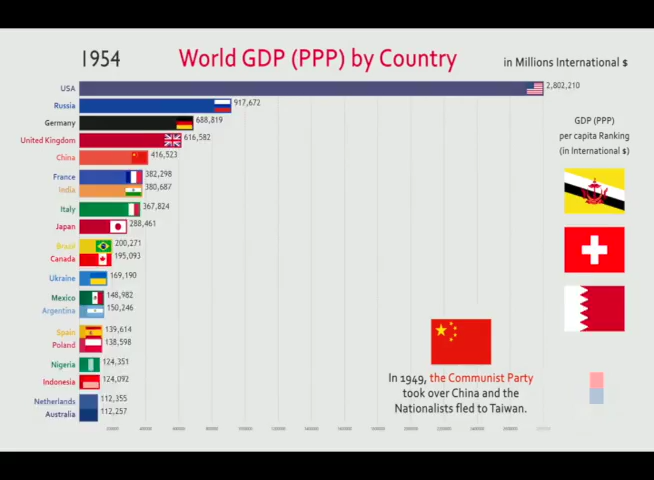 1954
World GDP (PPP) by Country
in Millions International $
USA 2,802,210
Russia 917,672
Germany 688,819
United Kingdom 616,582
China 416,523
France 382,298
India 380,687
Italy 367,824
Japan 288,461
Brazil 200,271
Canada 195,093
Ukraine 169,190
Mexico 148,982
Argentina 150,246
Spain 139,614
Poland 138,598
Nigeria 124,351
Indonesia 124,092
Netherlands 112,355
Australia 112,257
GDP (PPP)
per capita Ranking
(in International $)
In 1949, the Communist Party
took over China and the
Nationalists fled to Taiwan.